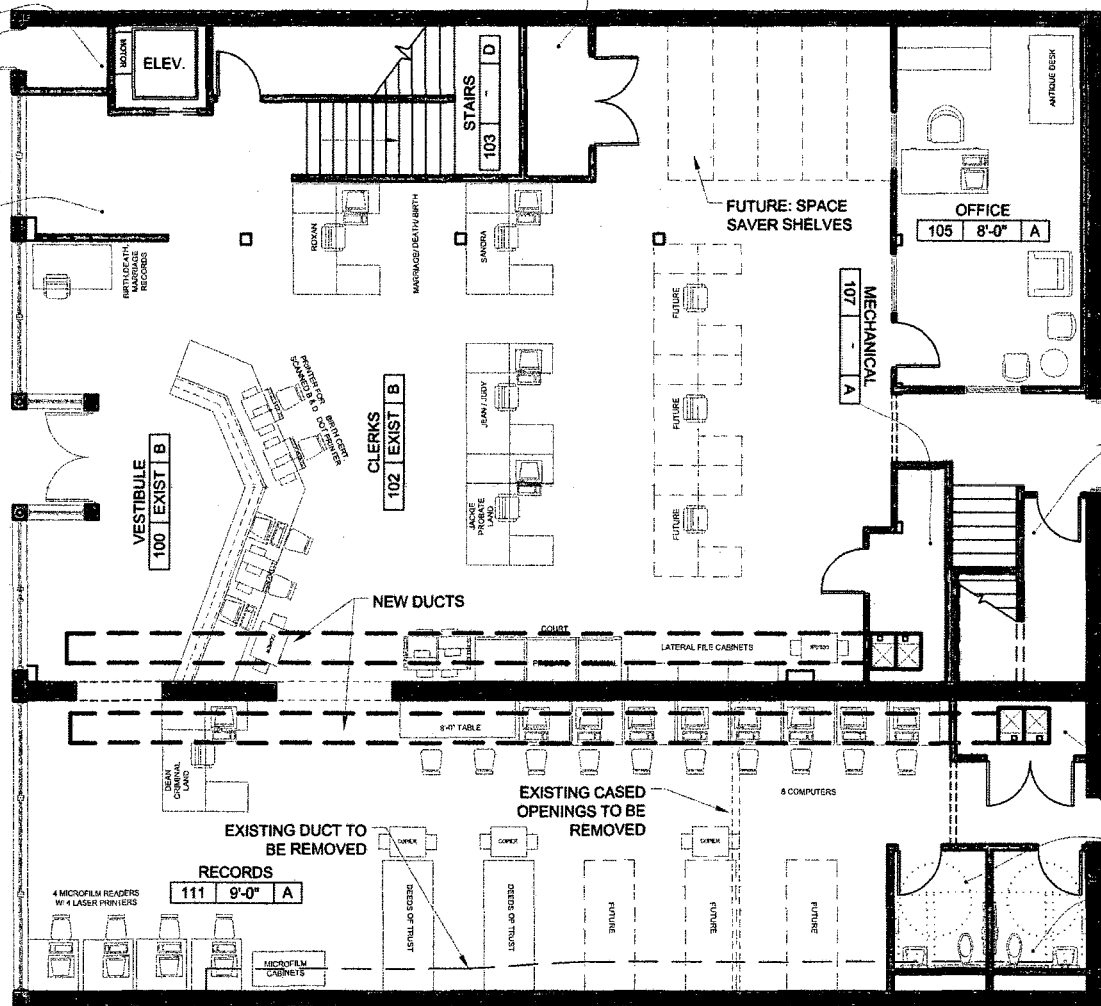 MOTOR
ELEV.
STAIRS
103 - D
ANTIQUE DESK
FUTURE: SPACE
SAVER SHELVES
OFFICE
105 8'-0" A
BIRTH,DEATH,
MARRIAGE
RECORDS
ROXAN
MARRIAGE/ DEATH/ BIRTH
SANDRA
FUTURE
MECHANICAL
107 - A
PRINTER FOR
SCANNED B & D
BIRTH CERT
DOT PRINTER
CLERKS
102 EXIST B
JEAN / JUDY
FUTURE
VESTIBULE
100 EXIST B
JACKIE
PROBATE
LAND
FUTURE
NEW DUCTS
COURT
PROBATE
CRIMINAL
LATERAL FILE CABINETS
8'-0" TABLE
DEAN
CRIMINAL
LAND
EXISTING CASED
OPENINGS TO BE
REMOVED
8 COMPUTERS
EXISTING DUCT TO
BE REMOVED
COPIER
COPIER
COPIER
RECORDS
111 9'-0" A
4 MICROFILM READERS
W/ 4 LASER PRINTERS
DEEDS OF TRUST
DEEDS OF TRUST
FUTURE
FUTURE
FUTURE
MICROFILM
CABINETS